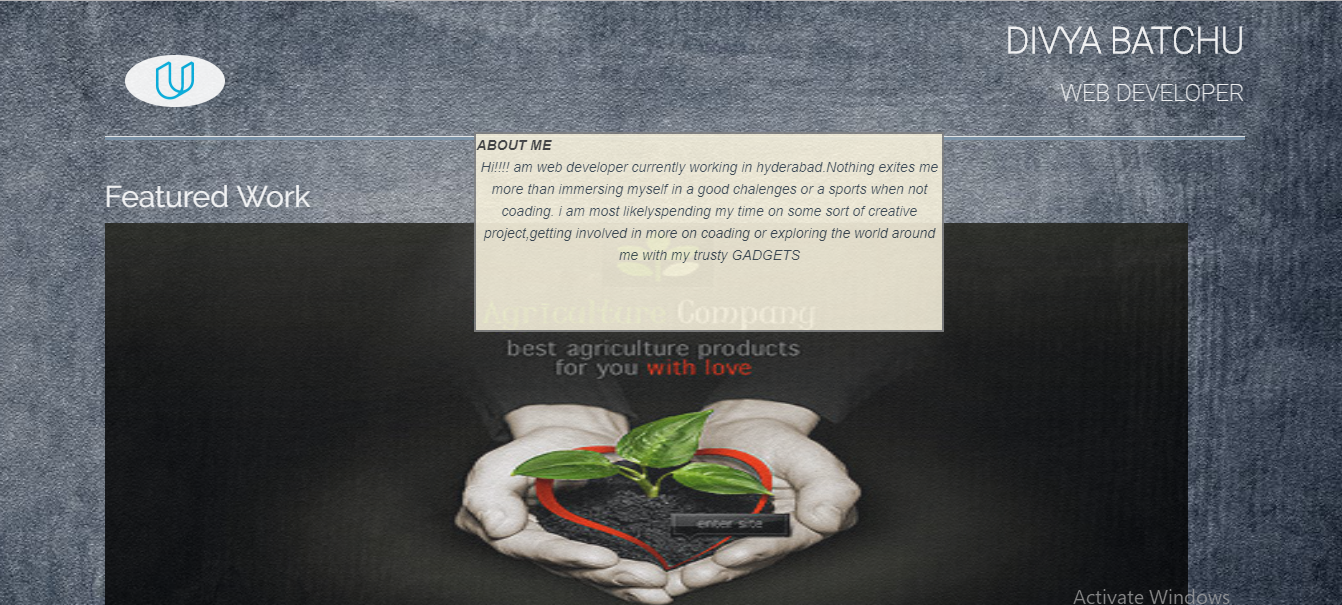 DIVYA BATCHU
WEB DEVELOPER
ABOUT ME
Hi!!!! am web developer currently working in hyderabad.Nothing exites me
more than immersing myself in a good chalenges or a sports when not
coading. i am most likelyspending my time on some sort of creative
project,getting involved in more on coading or exploring the world around
me with my trusty GADGETS
Featured Work
Agriculture Company
best agriculture products
for you with love
enter site
Activate Windows